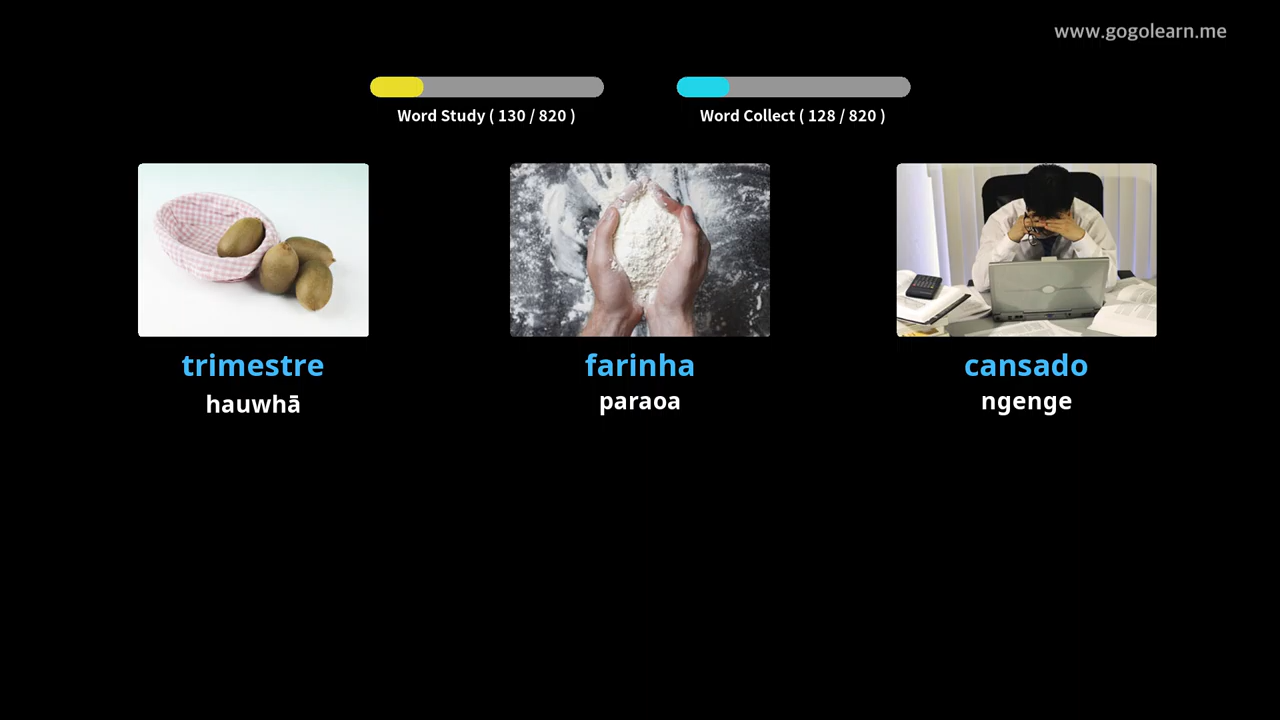 www.gogolearn.me
Word Study ( 130 / 820 )
Word Collect ( 128 / 820 )
trimestre
hauwhā
farinha
paraoa
cansado
ngenge